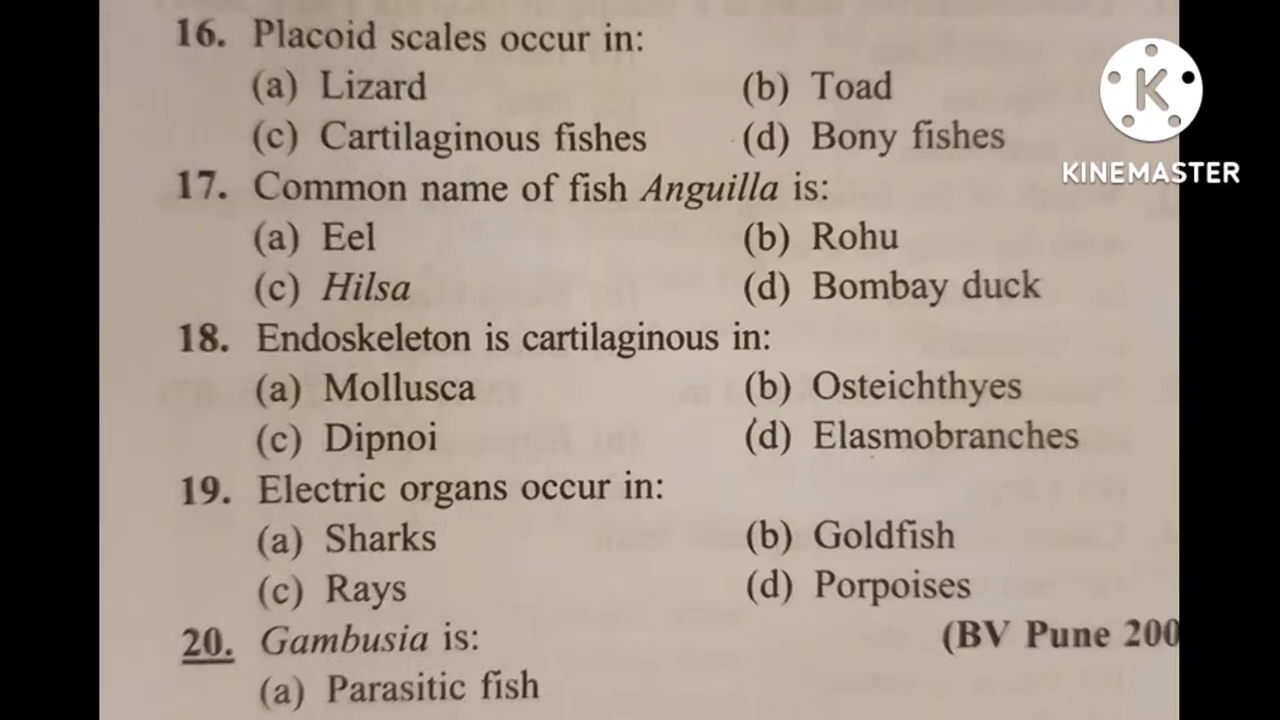 16. Placoid scales occur in:
(a) Lizard (b) Toad
(c) Cartilaginous fishes (d) Bony fishes
K
KINEMASTER
17. Common name of fish Anguilla is:
(a) Eel (b) Rohu
(c) Hilsa (d) Bombay duck
18. Endoskeleton is cartilaginous in:
(a) Mollusca (b) Osteichthyes
(c) Dipnoi (d) Elasmobranches
19. Electric organs occur in:
(a) Sharks (b) Goldfish
(c) Rays (d) Porpoises
20. Gambusia is: (BV Pune 200
(a) Parasitic fish